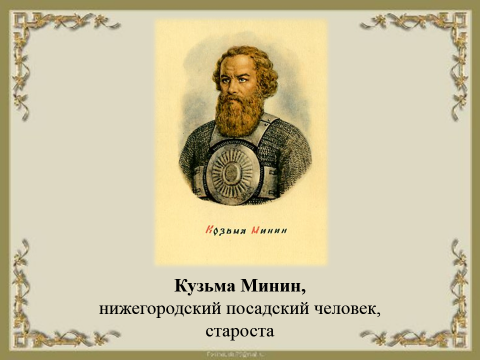 Козьма Минин
Кузьма Минин,
нижегородский посадский человек,
староста